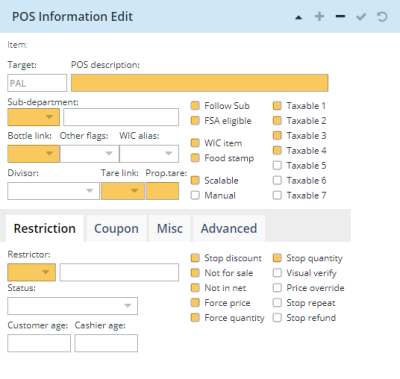 POS Information Edit
Item:
Target: POS description:
PAL
Sub-department:
Follow Sub Taxable 1
FSA eligible Taxable 2
Bottle link: Other flags: WIC alias:
WIC item Taxable 3
Food stamp Taxable 4
Taxable 5
Divisor: Tare link: Prop.tare:
Scalable Taxable 6
Manual Taxable 7
Restriction Coupon Misc Advanced
Restrictor:
Stop discount Stop quantity
Not for sale Visual verify
Status:
Not in net Price override
Force price Stop repeat
Force quantity Stop refund
Customer age: Cashier age: